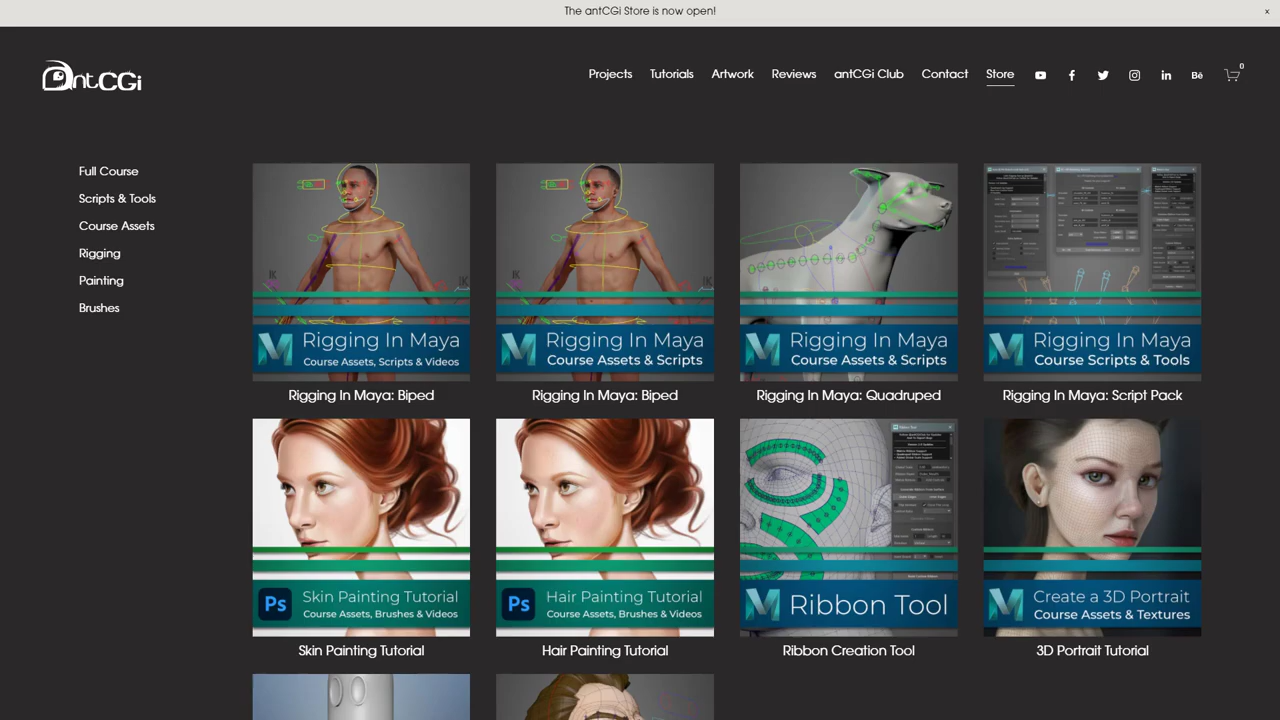 The antCGi Store is now open!
×
antCGi
Projects
Tutorials
Artwork
Reviews
antCGi Club
Contact
Store
Bē
0
Full Course
Scripts & Tools
Course Assets
Rigging
Painting
Brushes
Rigging In Maya
Course Assets, Scripts & Videos
Rigging In Maya: Biped
Rigging In Maya
Course Assets & Scripts
Rigging In Maya: Biped
Rigging In Maya
Course Assets & Scripts
Rigging In Maya: Quadruped
Rigging In Maya
Course Scripts & Tools
Rigging In Maya: Script Pack
Ps
Skin Painting Tutorial
Course Assets, Brushes & Videos
Skin Painting Tutorial
Ps
Hair Painting Tutorial
Course Assets, Brushes & Videos
Hair Painting Tutorial
Ribbon Tool
Ribbon Creation Tool
Create a 3D Portrait
Course Assets & Textures
3D Portrait Tutorial